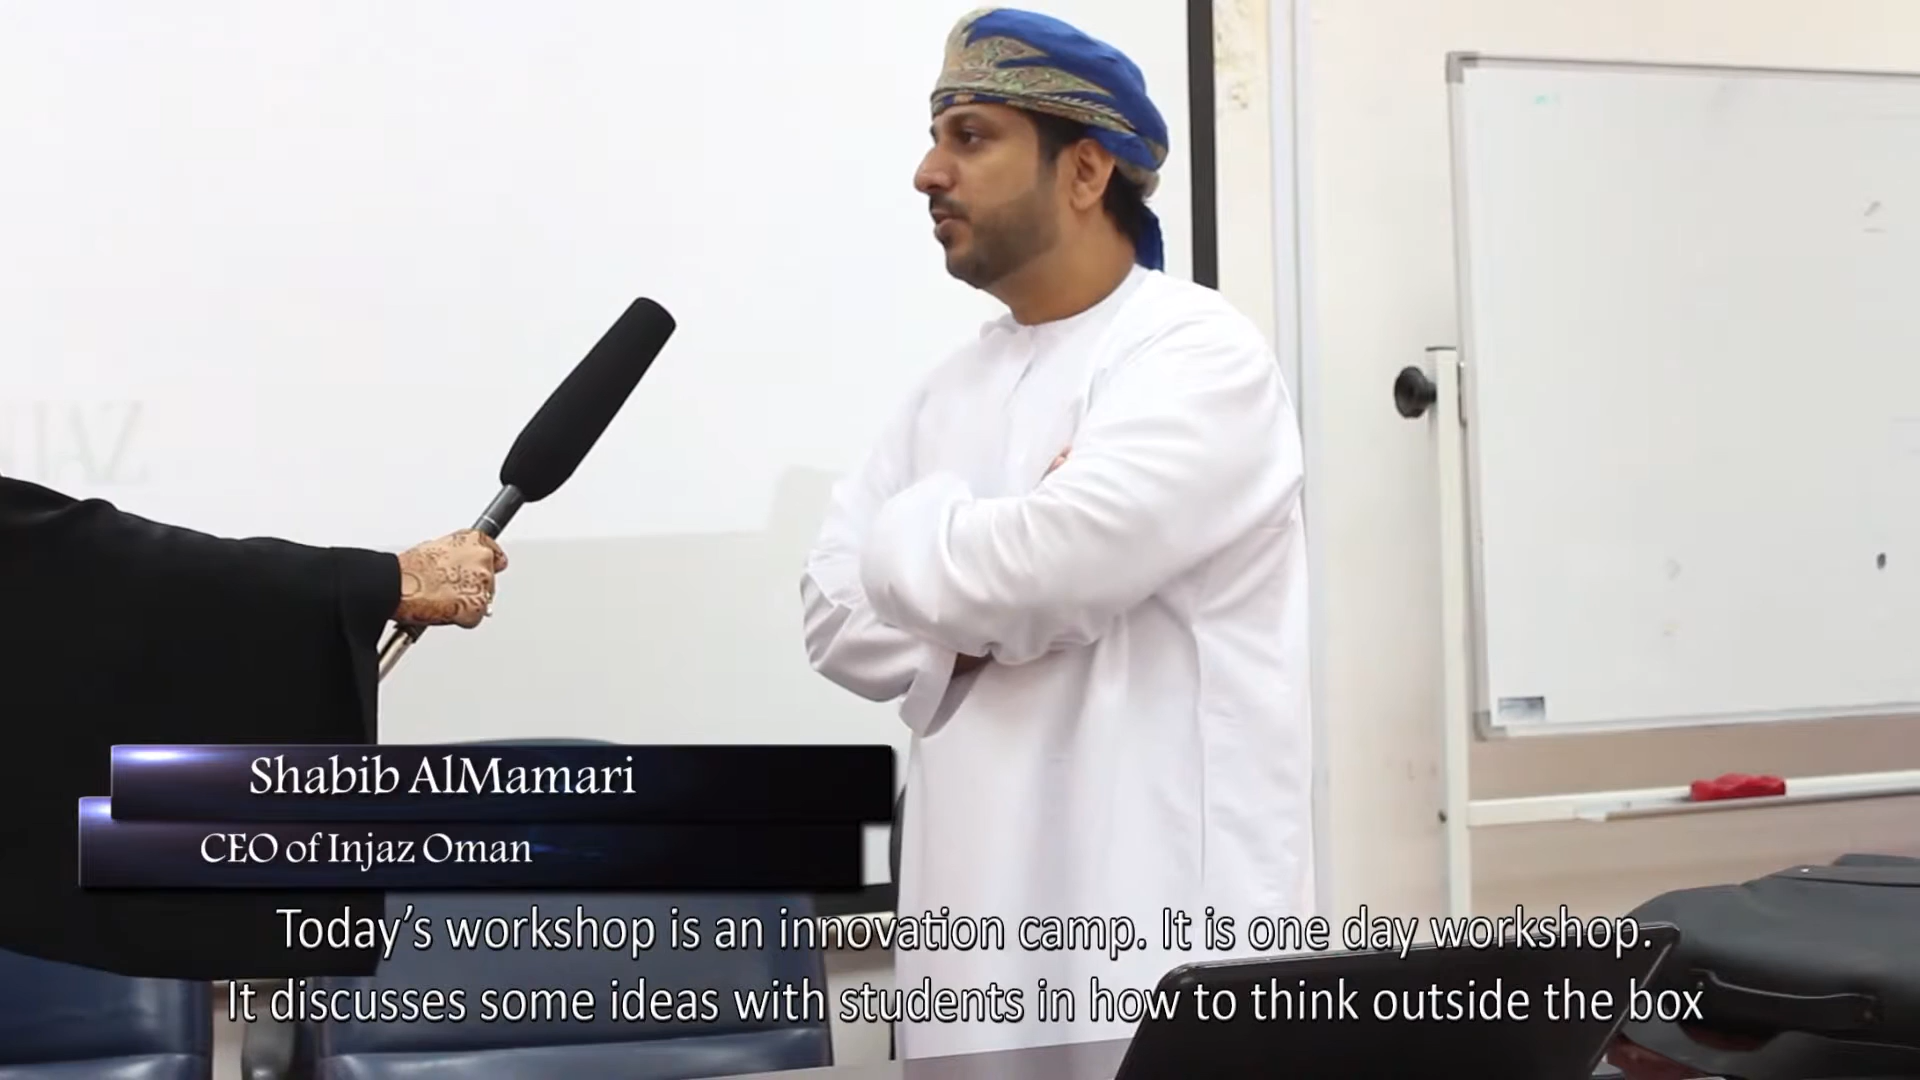 Shabib AlMamari
CEO of Injaz Oman
Today’s workshop is an innovation camp. It is one day workshop.
It discusses some ideas with students in how to think outside the box